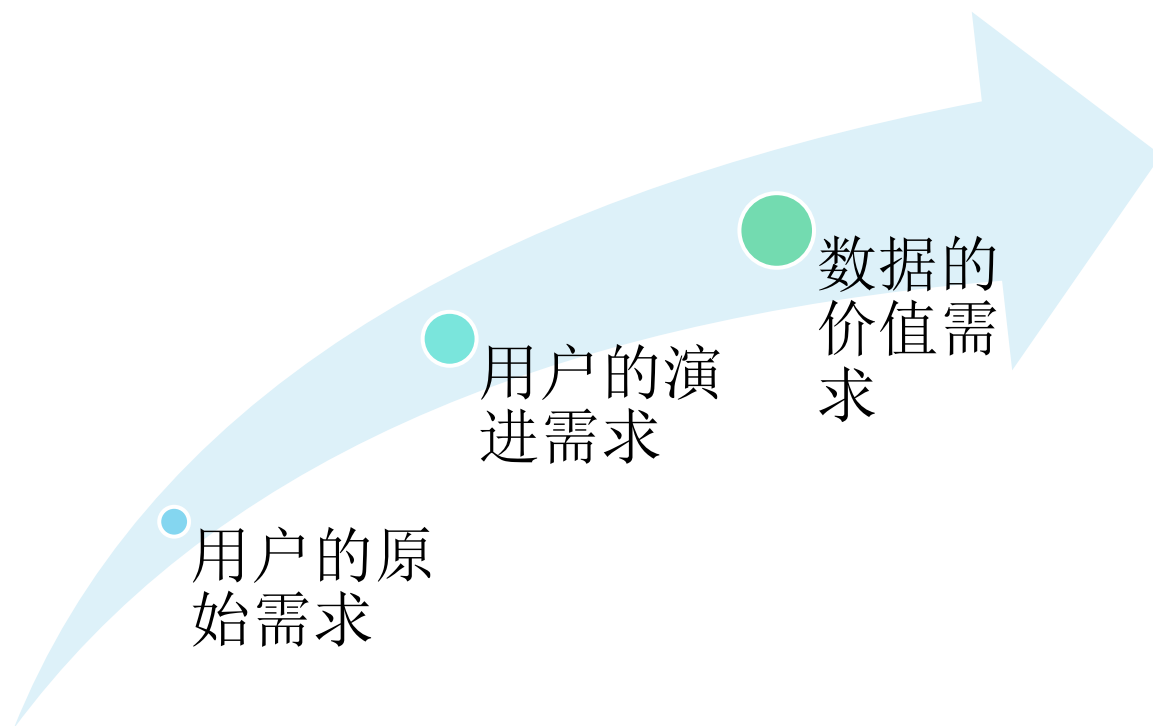 数据的
价值需
求
用户的演
进需求
用户的原
始需求